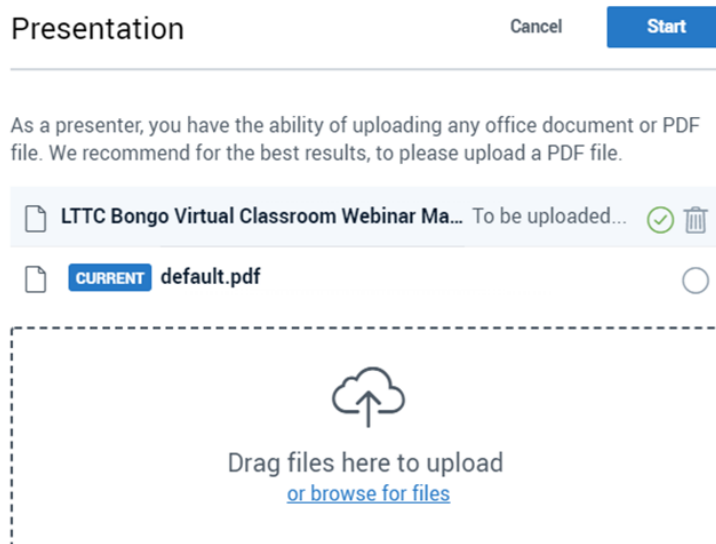 Presentation Cancel Start
As a presenter, you have the ability of uploading any office document or PDF
file. We recommend for the best results, to please upload a PDF file.
LTTC Bongo Virtual Classroom Webinar Ma... To be uploaded...
CURRENT default.pdf
Drag files here to upload
or browse for files